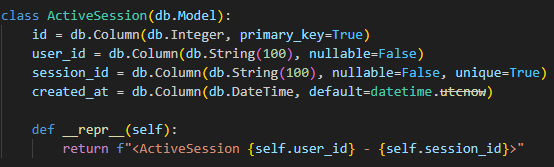 class ActiveSession(db.Model):
    id = db.Column(db.Integer, primary_key=True)
    user_id = db.Column(db.String(100), nullable=False)
    session_id = db.Column(db.String(100), nullable=False, unique=True)
    created_at = db.Column(db.DateTime, default=datetime.utcnow)
    def __repr__(self):
        return f"<ActiveSession {self.user_id} - {self.session_id}>"